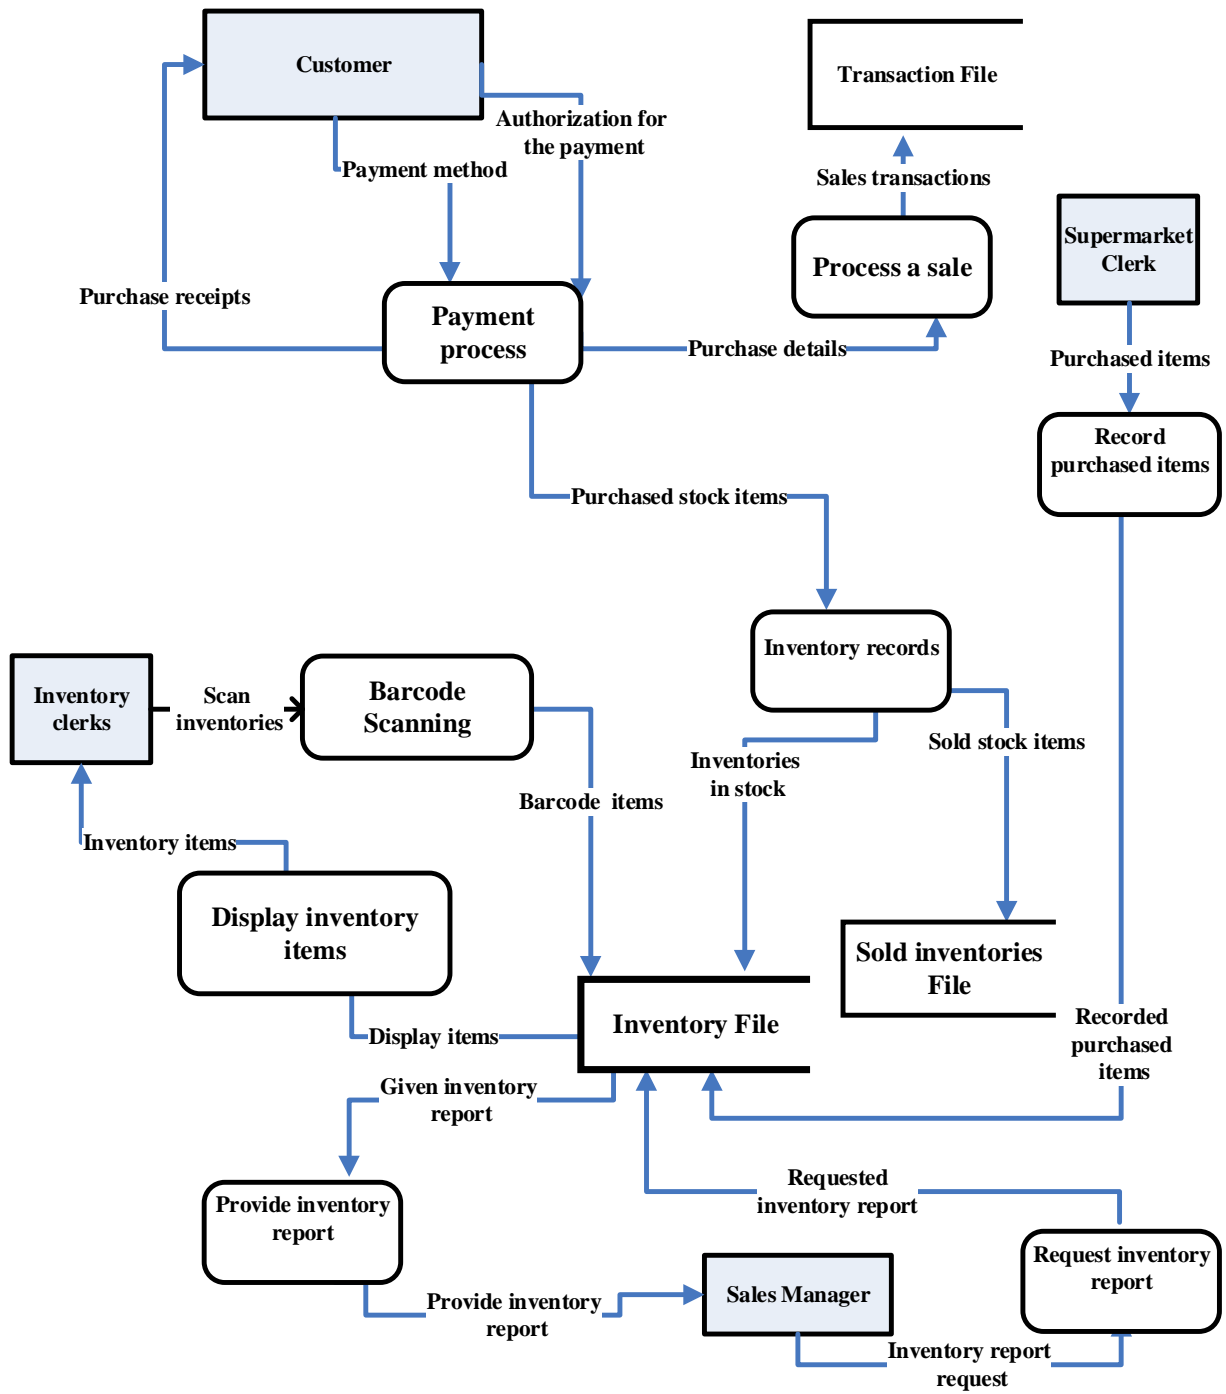 Customer
Transaction File
Authorization for
the payment
Payment method
Sales transactions
Supermarket
Clerk
Process a sale
Purchase receipts
Payment
process
Purchase details
Purchased items
Record
purchased items
Purchased stock items
Inventory records
Inventory
clerks
Scan
inventories
Barcode
Scanning
Sold stock items
Inventories
in stock
Barcode items
Inventory items
Display inventory
items
Sold inventories
File
Inventory File
Display items
Recorded
purchased
items
Given inventory
report
Requested
inventory report
Provide inventory
report
Request inventory
report
Sales Manager
Provide inventory
report
Inventory report
request